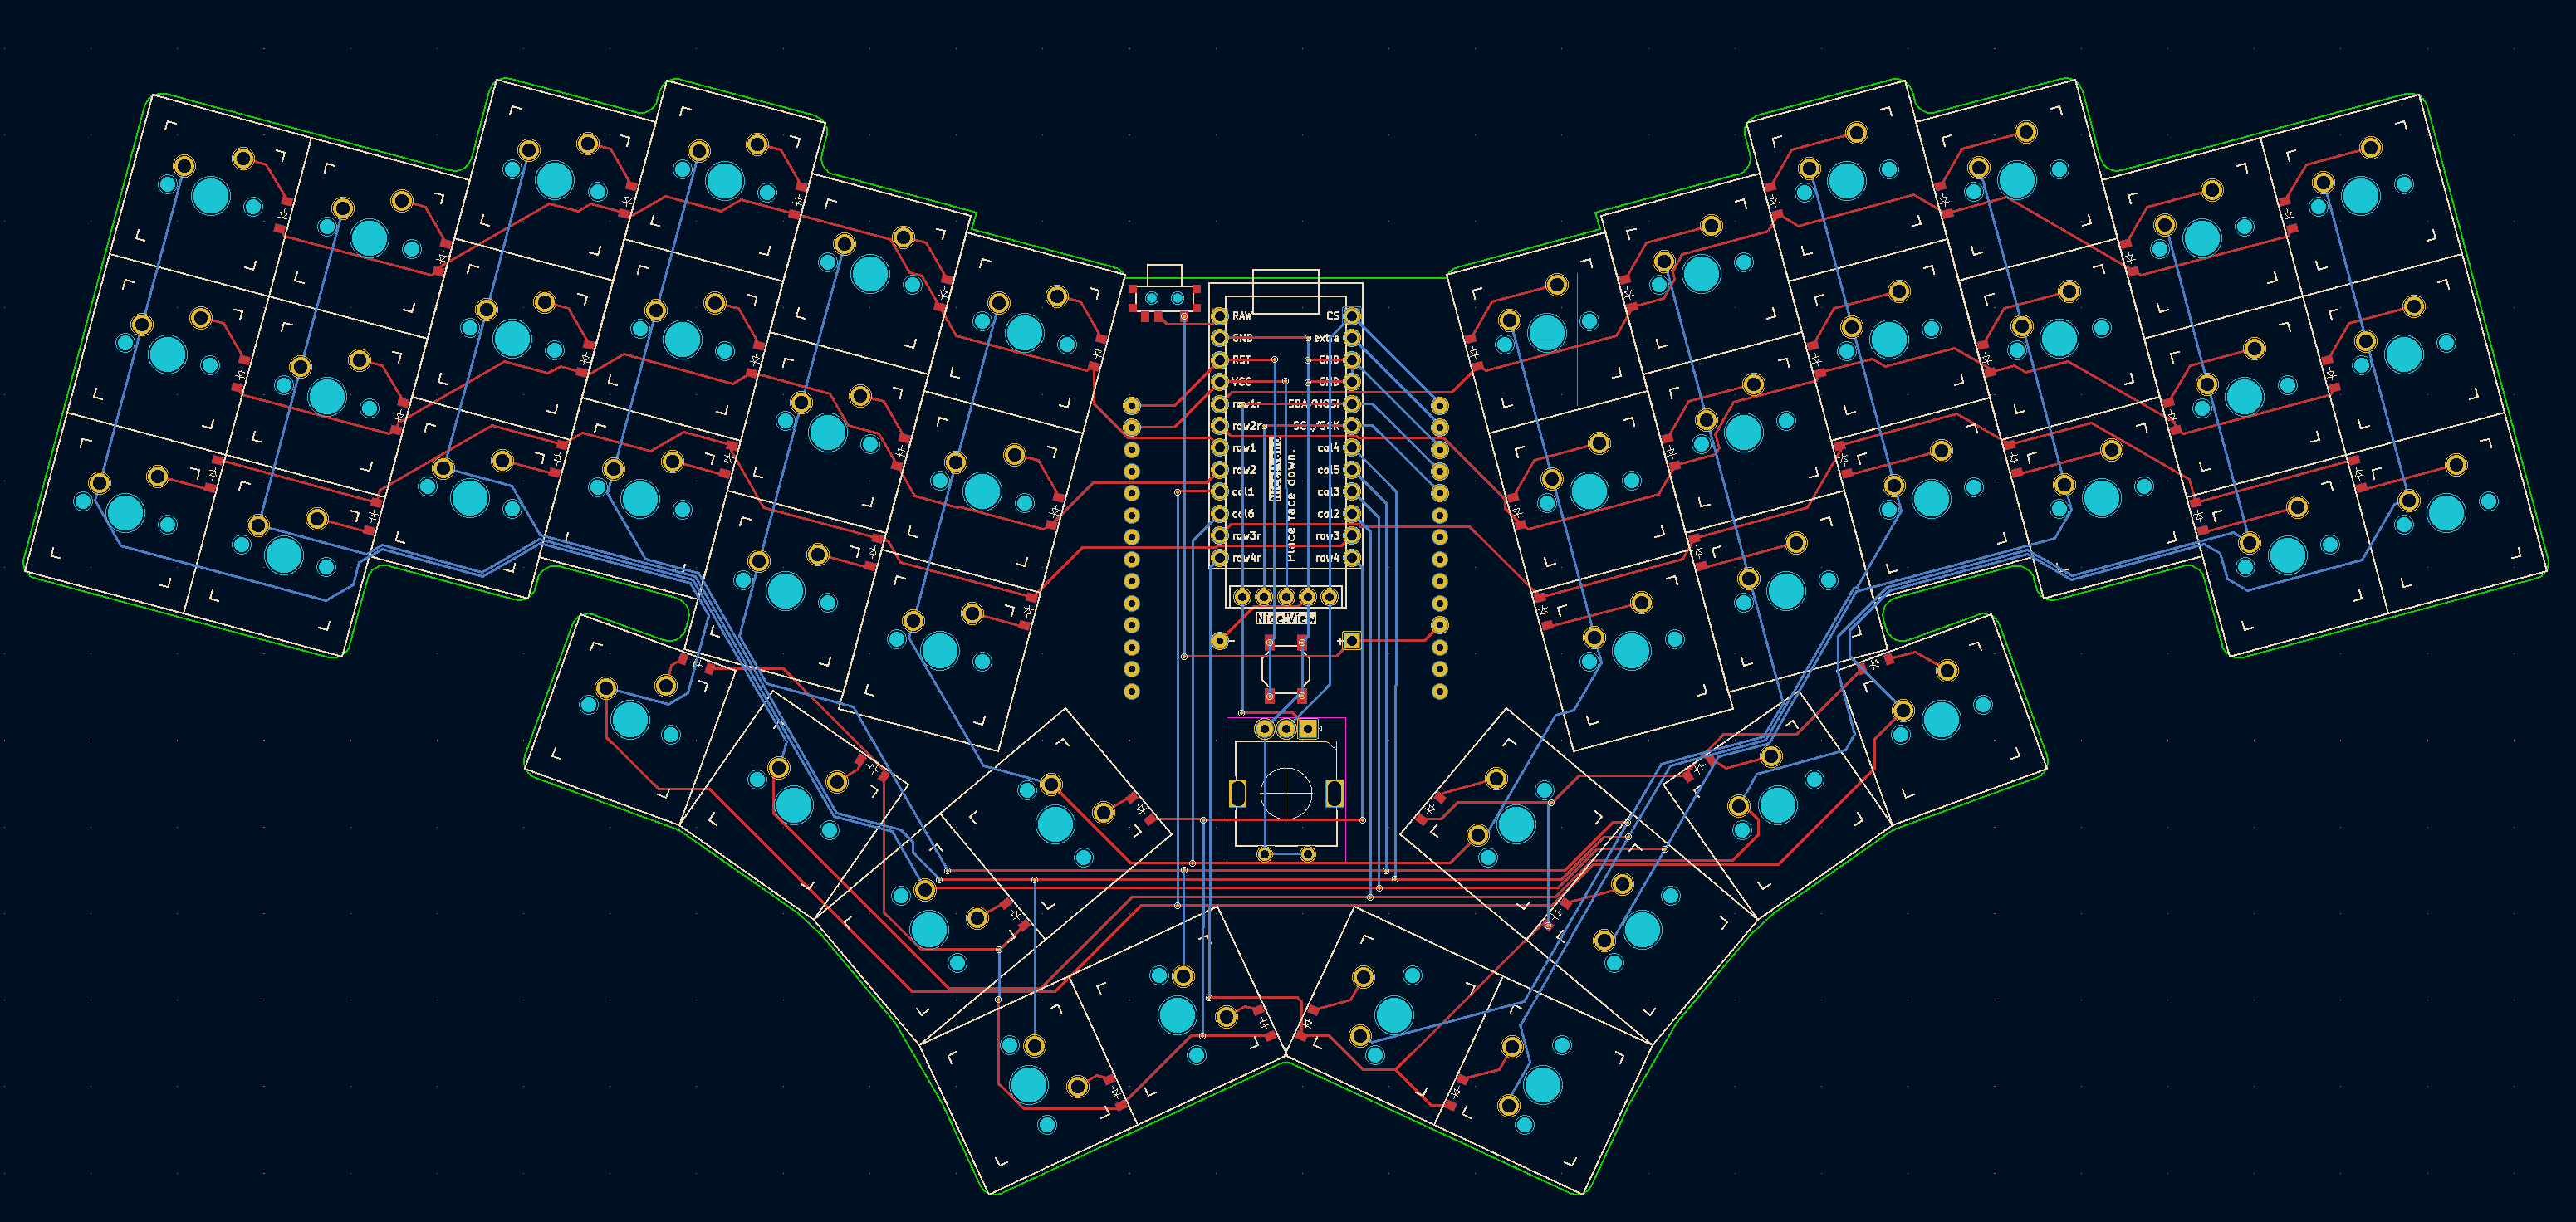 RAW CS
GND extra
RST GND
VCC GND
row1r SDA/MOSI
row2r SCL/SCK
row1 col4
row2 col5
col1 col3
col6 col2
row3r row3
row4r row4
Place face down.
Nice!View
- +